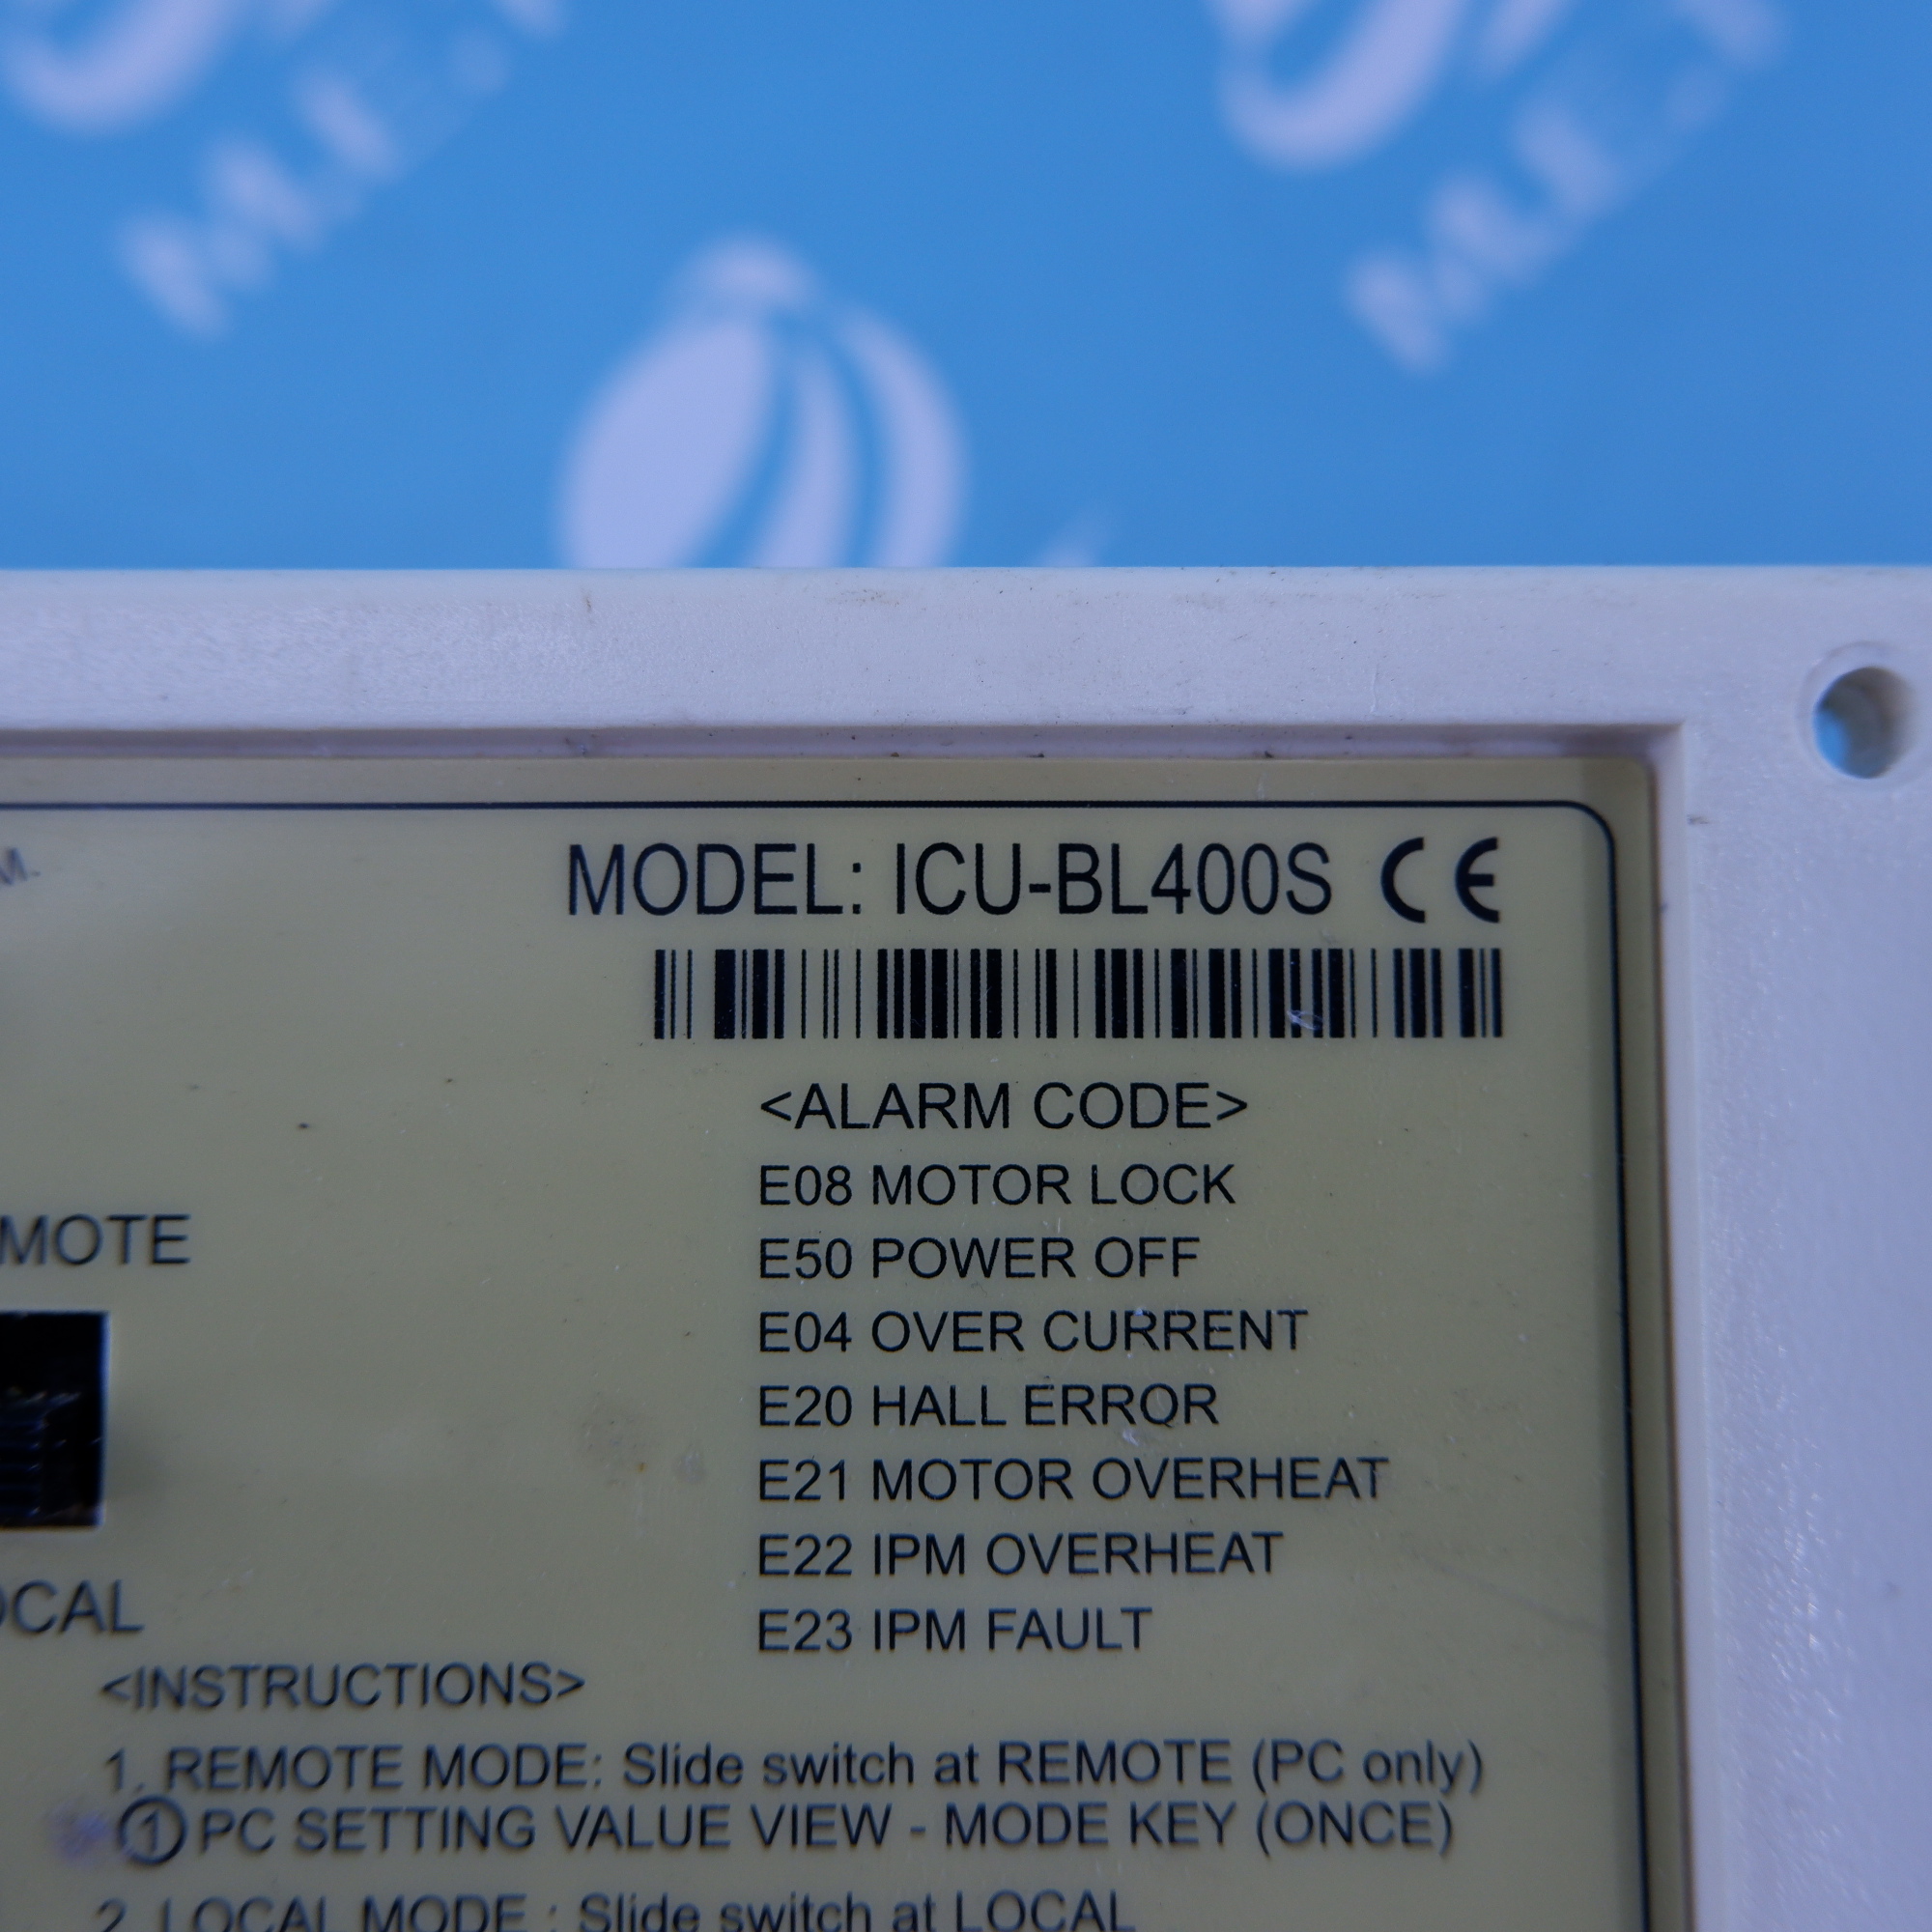 M.E.T
M.E.T
MODEL: ICU-BL400S CE
<ALARM CODE>
E08 MOTOR LOCK
E50 POWER OFF
E04 OVER CURRENT
E20 HALL ERROR
E21 MOTOR OVERHEAT
E22 IPM OVERHEAT
E23 IPM FAULT
MOTE
OCAL
<INSTRUCTIONS>
1. REMOTE MODE: Slide switch at REMOTE (PC only)
① PC SETTING VALUE VIEW - MODE KEY (ONCE)
2. LOCAL MODE : Slide switch at LOCAL